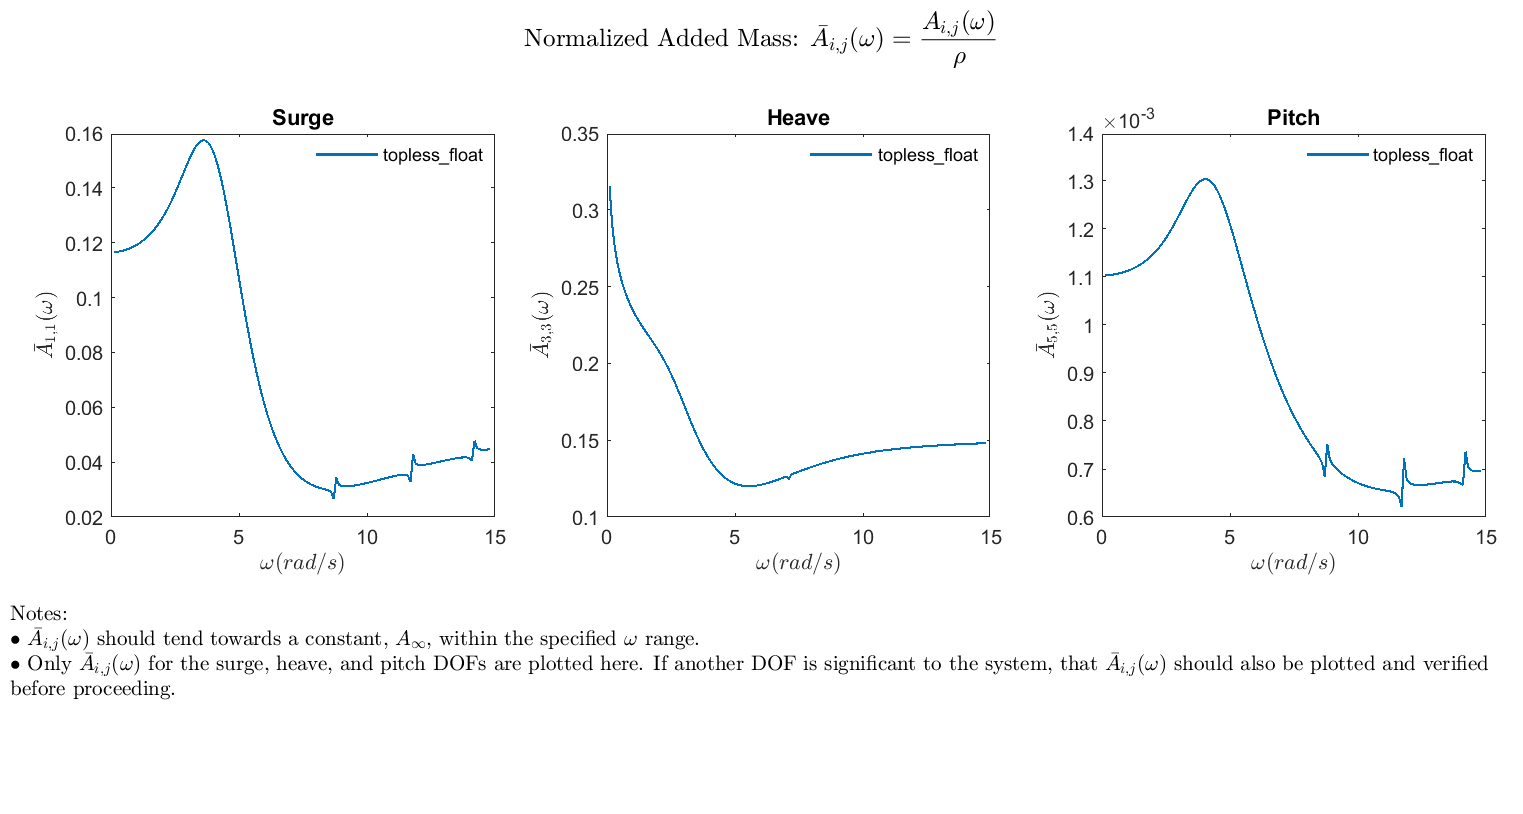 Normalized Added Mass: Ā_{i,j}(ω) = A_{i,j}(ω) / ρ
Surge
topless_float
0.16
0.14
0.12
0.1
0.08
0.06
0.04
0.02
Ā_{1,1}(ω)
0 5 10 15
ω(rad/s)
Heave
topless_float
0.35
0.3
0.25
0.2
0.15
0.1
Ā_{3,3}(ω)
0 5 10 15
ω(rad/s)
×10^{-3}
Pitch
topless_float
1.4
1.3
1.2
1.1
1
0.9
0.8
0.7
0.6
Ā_{5,5}(ω)
0 5 10 15
ω(rad/s)
Notes:
• Ā_{i,j}(ω) should tend towards a constant, A_∞, within the specified ω range.
• Only Ā_{i,j}(ω) for the surge, heave, and pitch DOFs are plotted here. If another DOF is significant to the system, that Ā_{i,j}(ω) should also be plotted and verified
before proceeding.